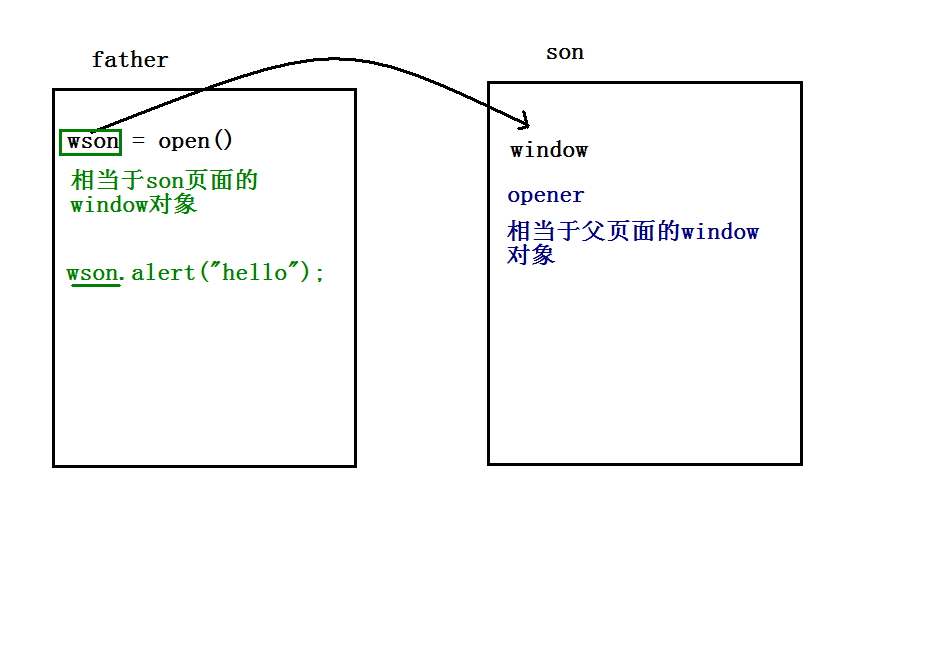 father
wson = open()
相当于son页面的
window对象
wson.alert("hello");
son
window
opener
相当于父页面的window
对象